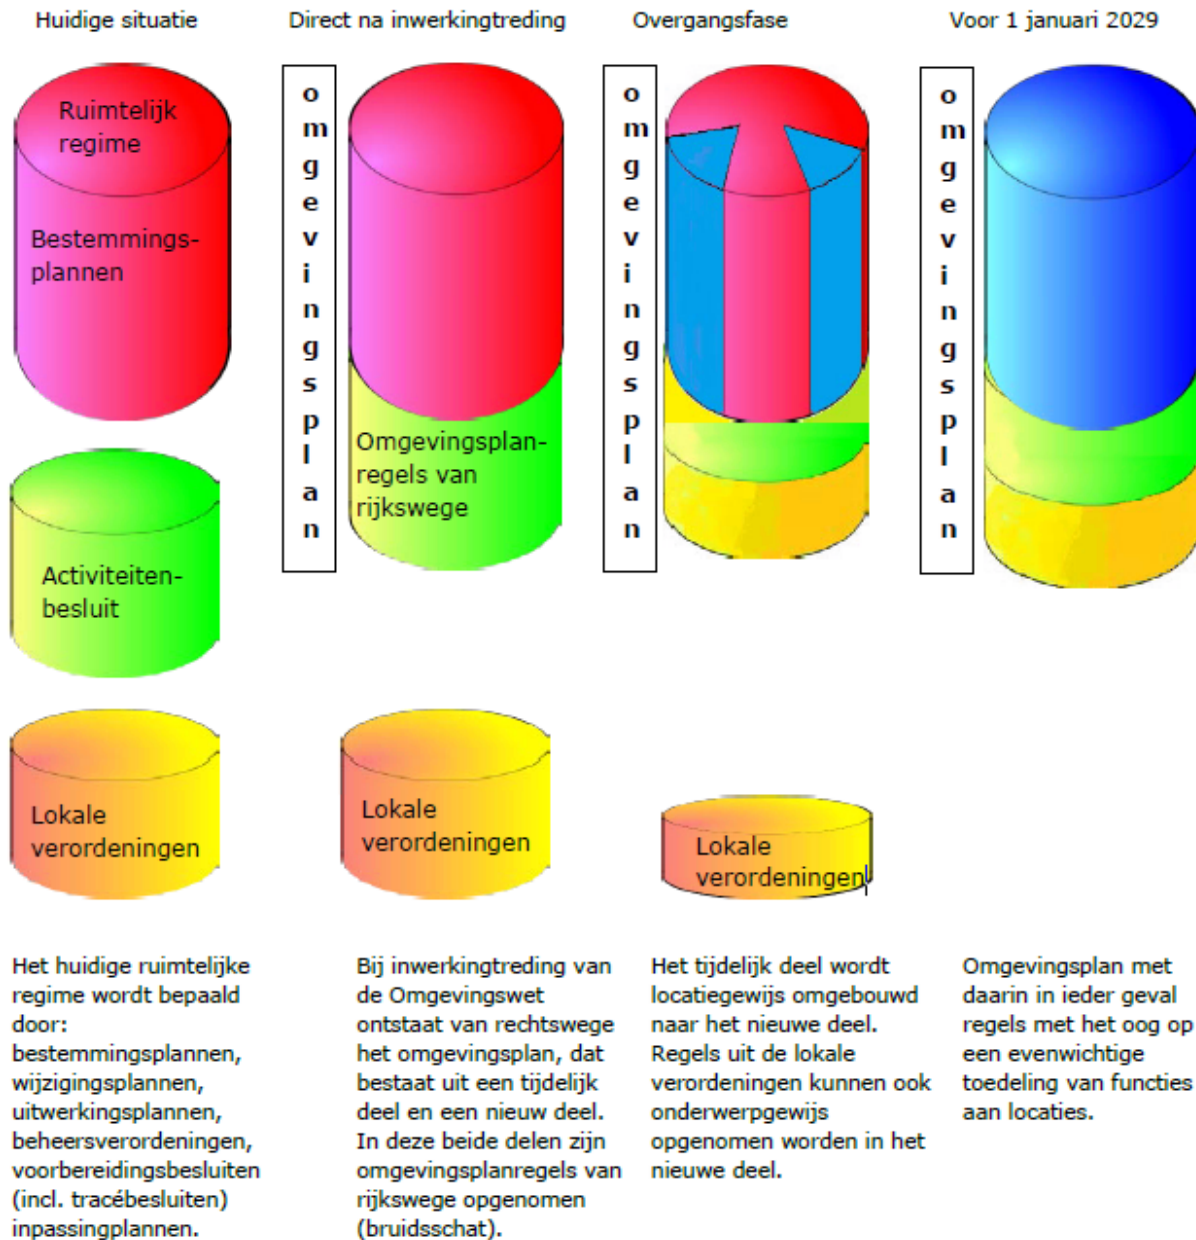 Huidige situatie
Direct na inwerkingtreding
Overgangsfase
Voor 1 januari 2029
Ruimtelijk
regime
Bestemmings-
plannen
Activiteiten-
besluit
Lokale
verordeningen
omgevingsplan
Omgevingsplan-
regels van
rijkswege
Lokale
verordeningen
omgevingsplan
Lokale
verordeningen
omgevingsplan
Het huidige ruimtelijke
regime wordt bepaald
door:
bestemmingsplannen,
wijzigingsplannen,
uitwerkingsplannen,
beheersverordeningen,
voorbereidingsbesluiten
(incl. tracébesluiten)
inpassingplannen.
Bij inwerkingtreding van
de Omgevingswet
ontstaat van rechtswege
het omgevingsplan, dat
bestaat uit een tijdelijk
deel en een nieuw deel.
In deze beide delen zijn
omgevingsplanregels van
rijkswege opgenomen
(bruidsschat).
Het tijdelijk deel wordt
locatiegewijs omgebouwd
naar het nieuwe deel.
Regels uit de lokale
verordeningen kunnen ook
onderwerpgewijs
opgenomen worden in het
nieuwe deel.
Omgevingsplan met
daarin in ieder geval
regels met het oog op
een evenwichtige
toedeling van functies
aan locaties.